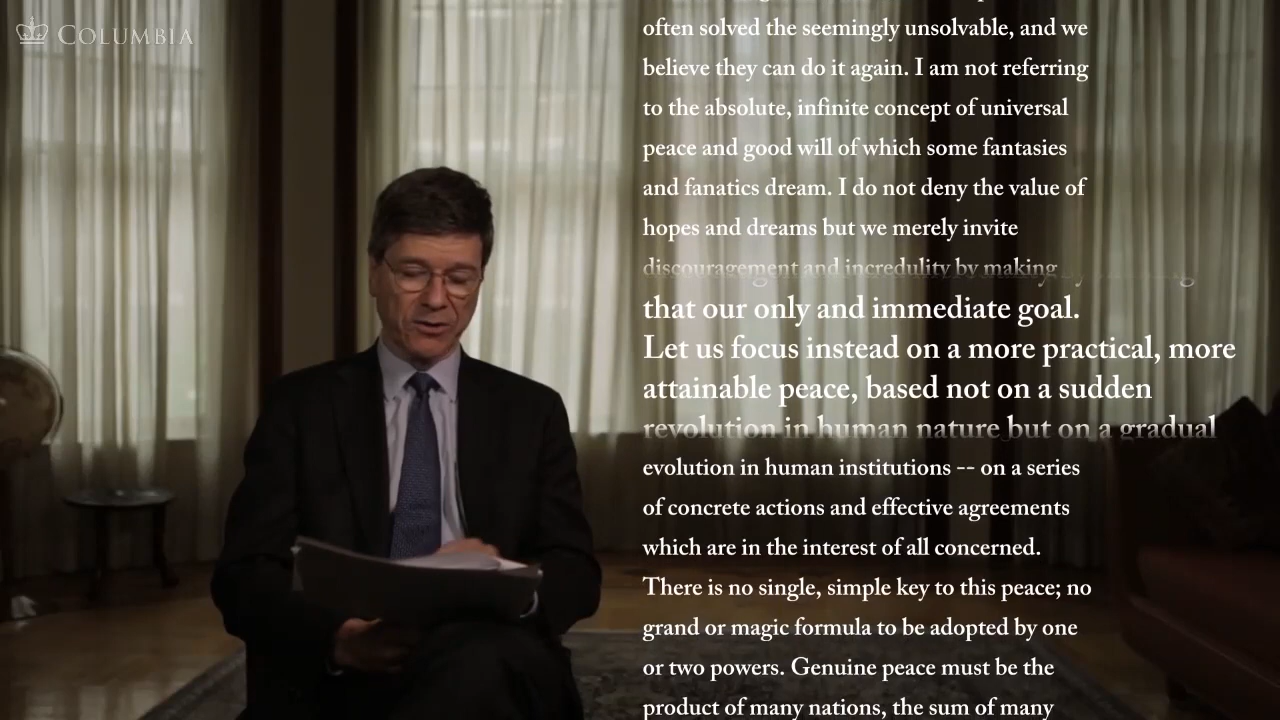 COLUMBIA
often solved the seemingly unsolvable, and we
believe they can do it again. I am not referring
to the absolute, infinite concept of universal
peace and good will of which some fantasies
and fanatics dream. I do not deny the value of
hopes and dreams but we merely invite
discouragement and incredulity by making
that our only and immediate goal.
Let us focus instead on a more practical, more
attainable peace, based not on a sudden
revolution in human nature but on a gradual
evolution in human institutions -- on a series
of concrete actions and effective agreements
which are in the interest of all concerned.
There is no single, simple key to this peace; no
grand or magic formula to be adopted by one
or two powers. Genuine peace must be the
product of many nations, the sum of many